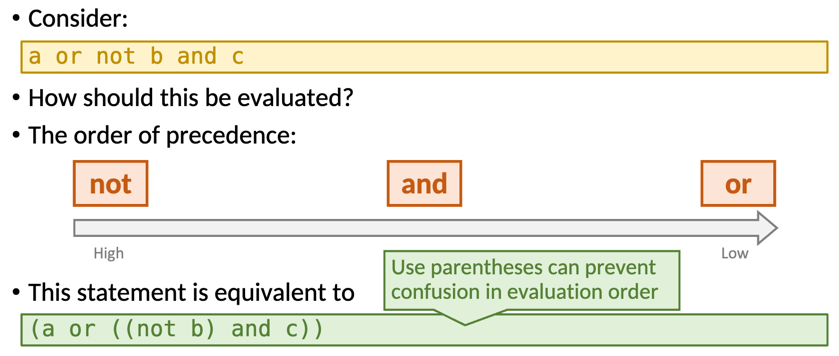 • Consider:
a or not b and c
• How should this be evaluated?
• The order of precedence:
not and or
High Low
Use parentheses can prevent
confusion in evaluation order
• This statement is equivalent to
(a or ((not b) and c))